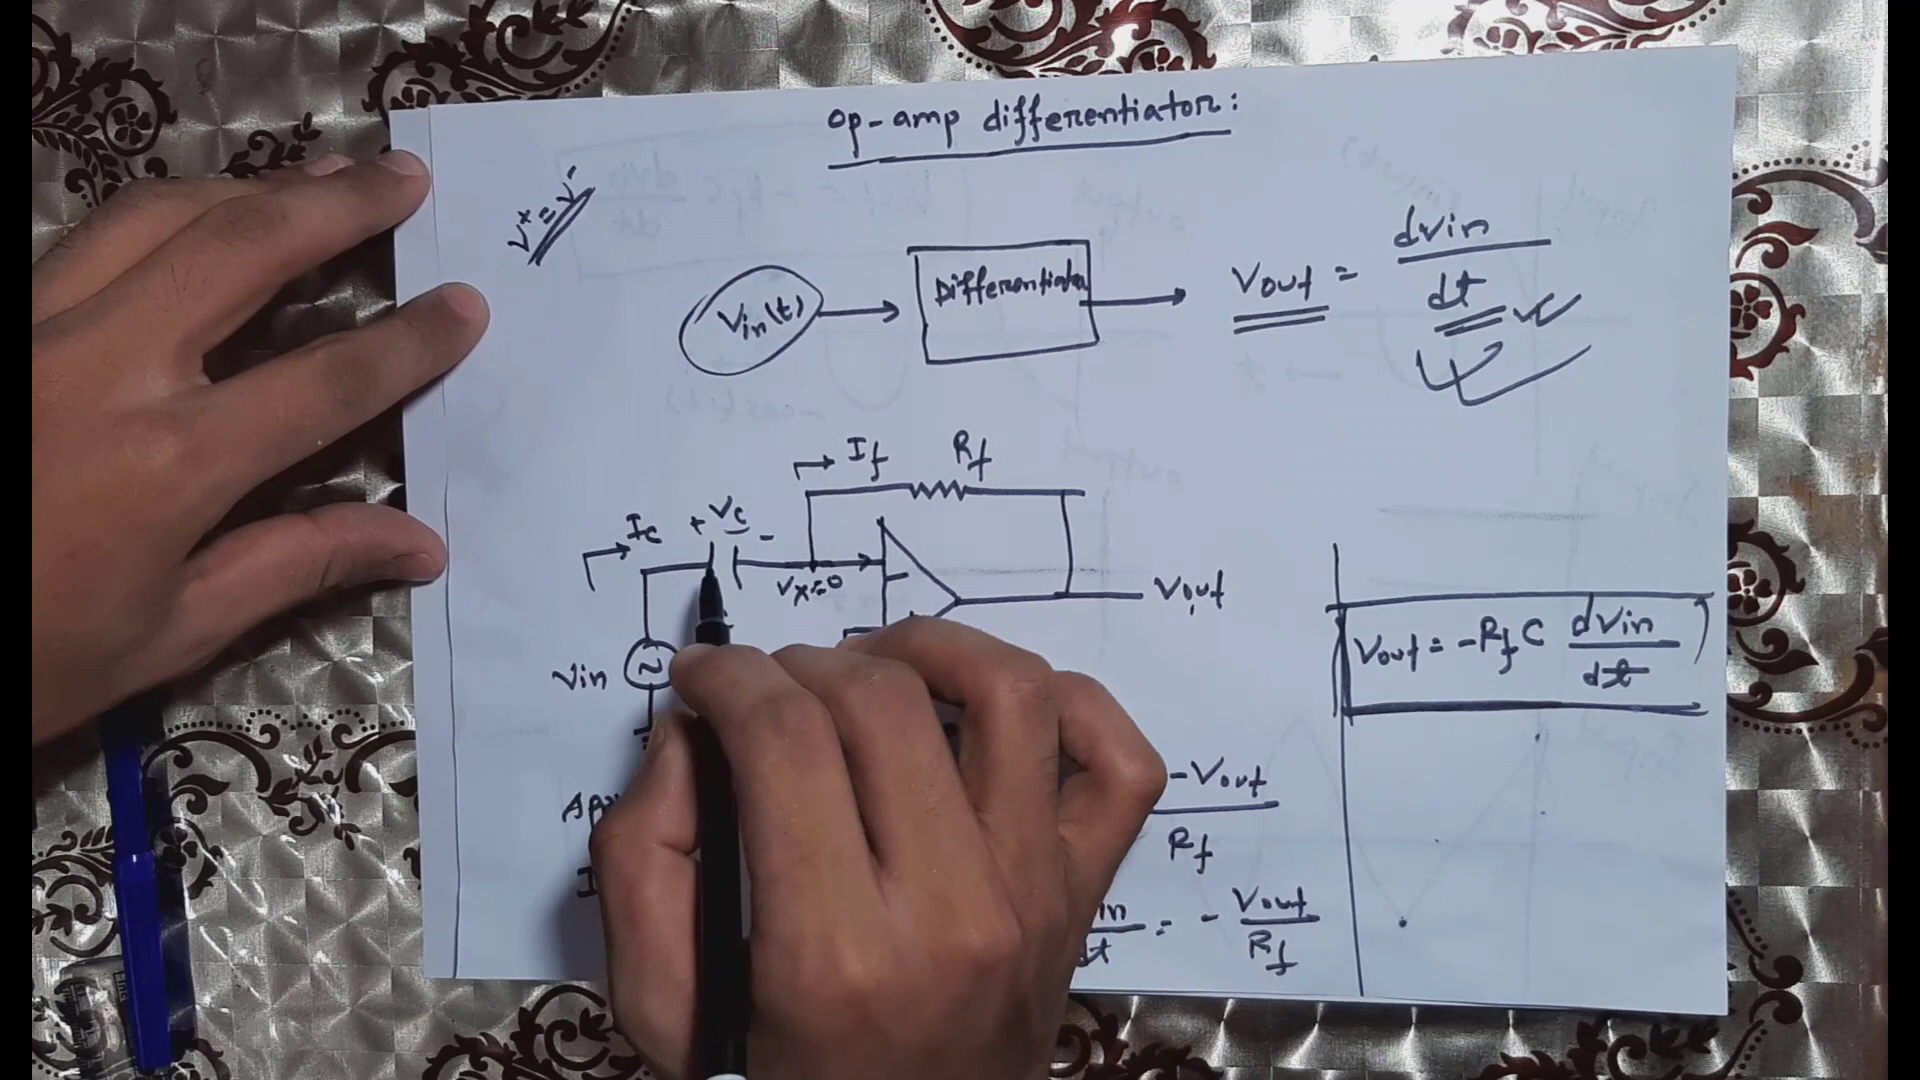 Op-amp differentiator:
Vx = V-
Vin(t)
Differentiator
Vout = dvin/dt
If
Rf
Ic
+ Vc -
Vx=0
Vin
Vout
Vout = -RfC dvin/dt
-Vout/Rf
= - Vout/Rf